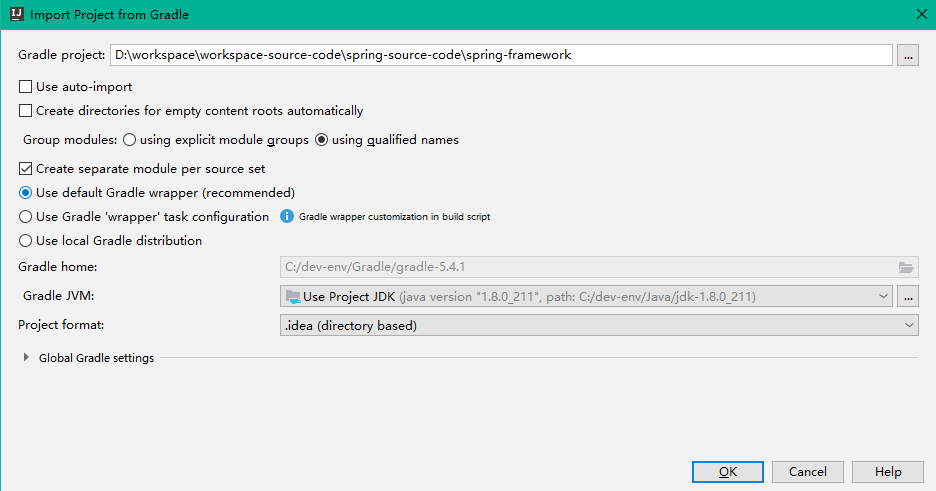 IJ Import Project from Gradle
Gradle project: D:\workspace\workspace-source-code\spring-source-code\spring-framework ...
Use auto-import
Create directories for empty content roots automatically
Group modules: using explicit module groups using qualified names
Create separate module per source set
Use default Gradle wrapper (recommended)
Use Gradle 'wrapper' task configuration i Gradle wrapper customization in build script
Use local Gradle distribution
Gradle home: C:/dev-env/Gradle/gradle-5.4.1
Gradle JVM: Use Project JDK (java version "1.8.0_211", path: C:/dev-env/Java/jdk-1.8.0_211) ...
Project format: .idea (directory based)
Global Gradle settings
OK Cancel Help